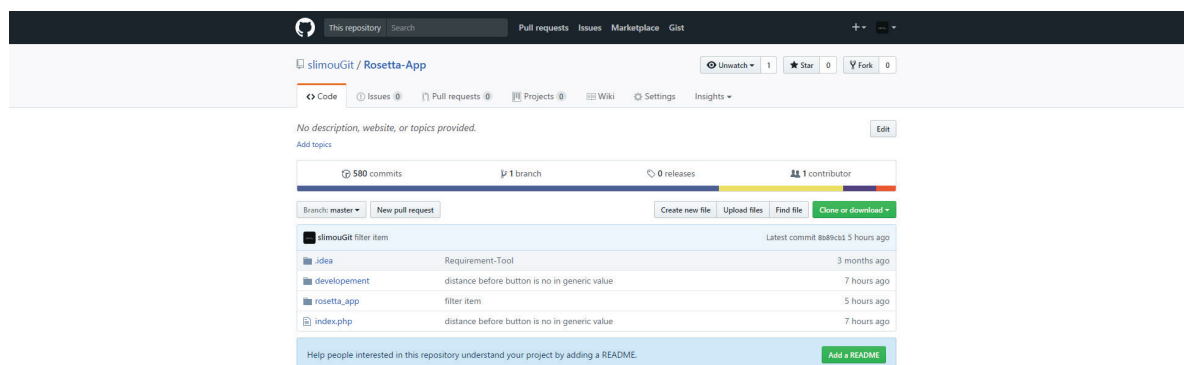 This repository Search Pull requests Issues Marketplace Gist
slimouGit / Rosetta-App Unwatch 1 Star 0 Fork 0
Code Issues 0 Pull requests 0 Projects 0 Wiki Settings Insights
No description, website, or topics provided. Edit
Add topics
580 commits 1 branch 0 releases 1 contributor
Branch: master New pull request Create new file Upload files Find file Clone or download
slimouGit filter item Latest commit 8b89cb1 5 hours ago
.idea Requirement-Tool 3 months ago
developement distance before button is no in generic value 7 hours ago
rosetta_app filter item 5 hours ago
index.php distance before button is no in generic value 7 hours ago
Help people interested in this repository understand your project by adding a README. Add a README